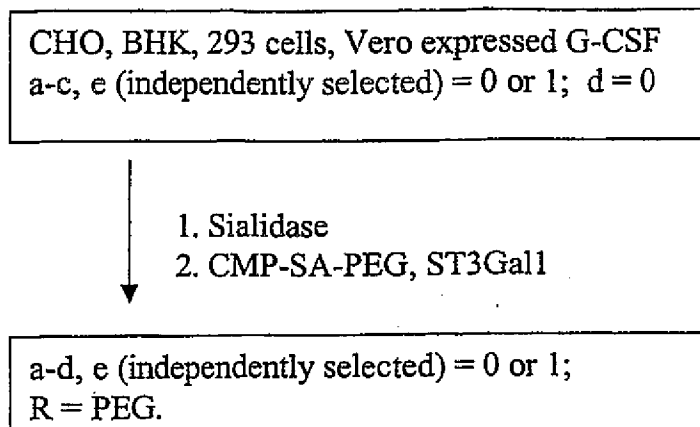 CHO, BHK, 293 cells, Vero expressed G-CSF
a-c, e (independently selected) = 0 or 1; d = 0
1. Sialidase
2. CMP-SA-PEG, ST3Gal1
a-d, e (independently selected) = 0 or 1;
R = PEG.